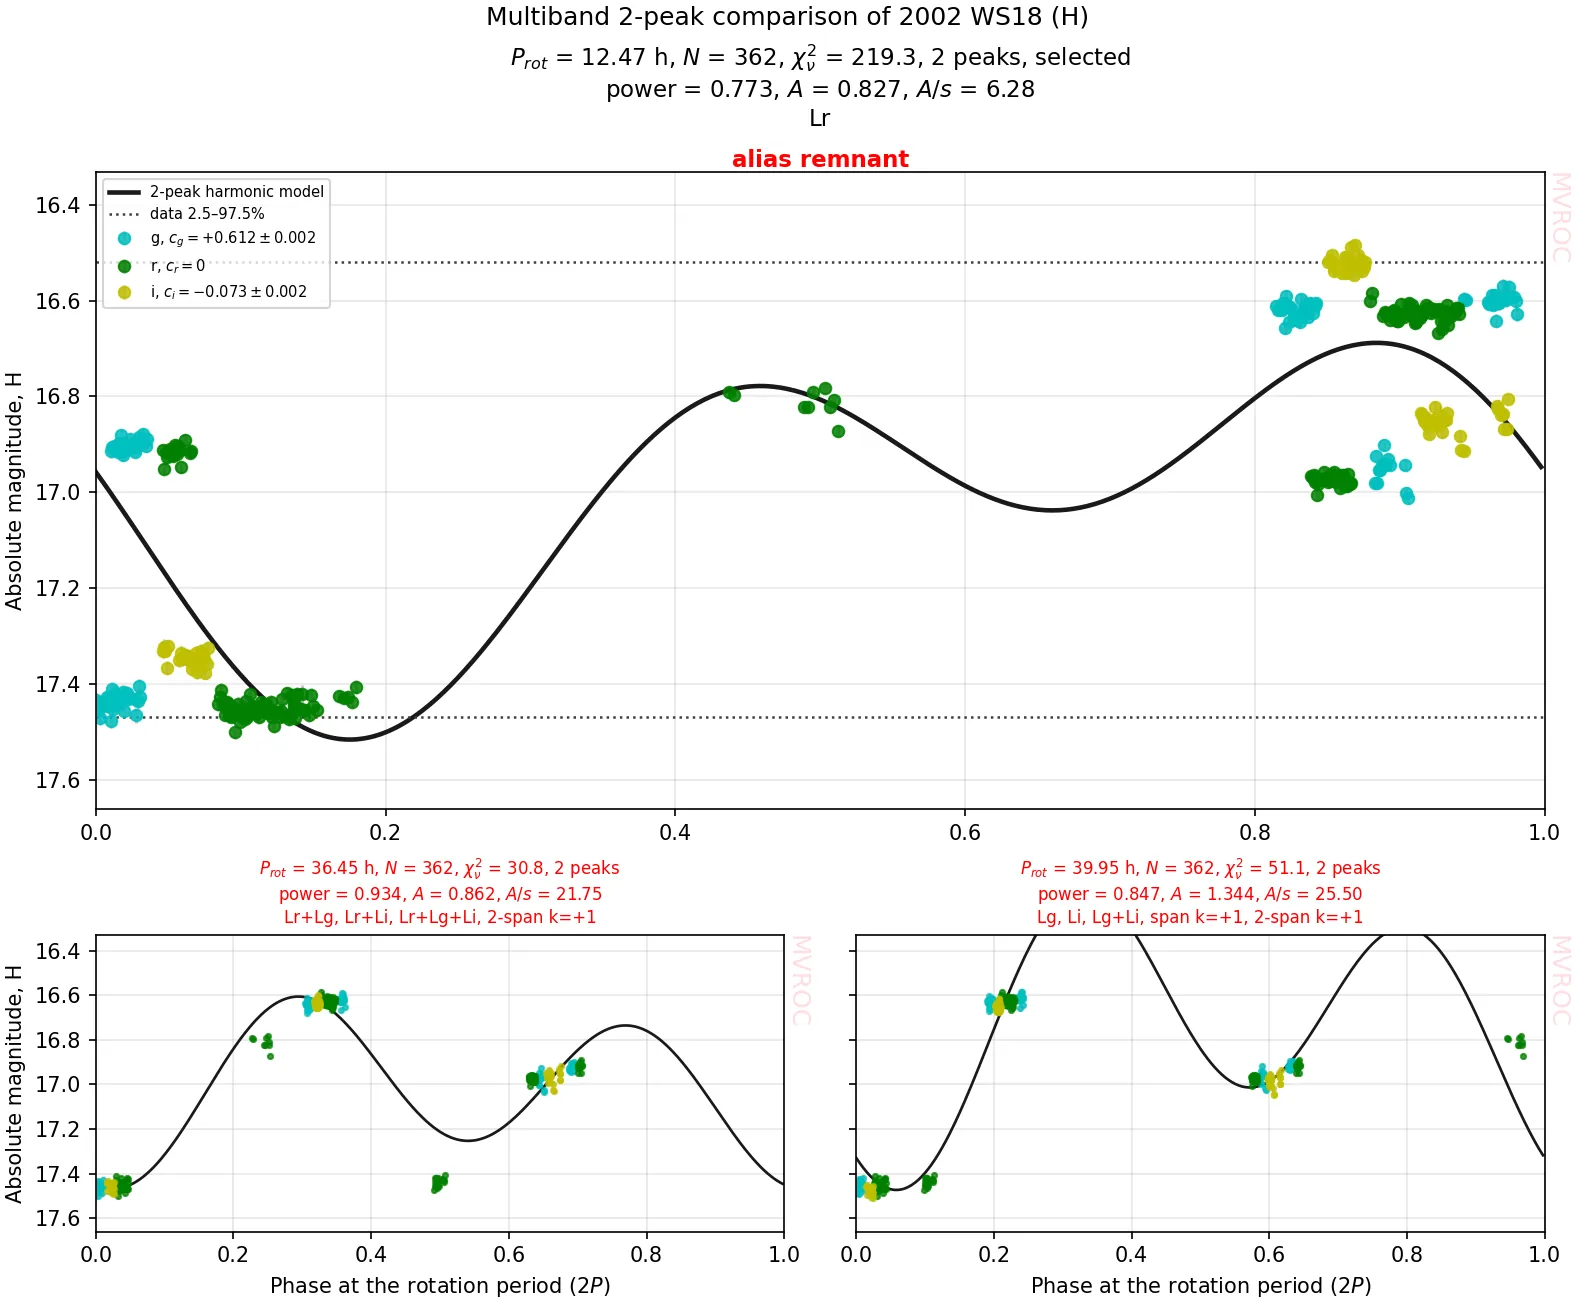 Multiband 2-peak comparison of 2002 WS18 (H)
P_rot = 12.47 h, N = 362, χ²_ν = 219.3, 2 peaks, selected
power = 0.773, A = 0.827, A/s = 6.28
Lr
alias remnant
2-peak harmonic model
data 2.5–97.5%
g, c_g = +0.612 ± 0.002
r, c_r = 0
i, c_i = −0.073 ± 0.002
Absolute magnitude, H
16.4
16.6
16.8
17.0
17.2
17.4
17.6
0.0 0.2 0.4 0.6 0.8 1.0
MVROC
P_rot = 36.45 h, N = 362, χ²_ν = 30.8, 2 peaks
power = 0.934, A = 0.862, A/s = 21.75
Lr+Lg, Lr+Li, Lr+Lg+Li, 2-span k=+1
Absolute magnitude, H
16.4
16.6
16.8
17.0
17.2
17.4
17.6
0.0 0.2 0.4 0.6 0.8 1.0
Phase at the rotation period (2P)
MVROC
P_rot = 39.95 h, N = 362, χ²_ν = 51.1, 2 peaks
power = 0.847, A = 1.344, A/s = 25.50
Lg, Li, Lg+Li, span k=+1, 2-span k=+1
0.0 0.2 0.4 0.6 0.8 1.0
Phase at the rotation period (2P)
MVROC